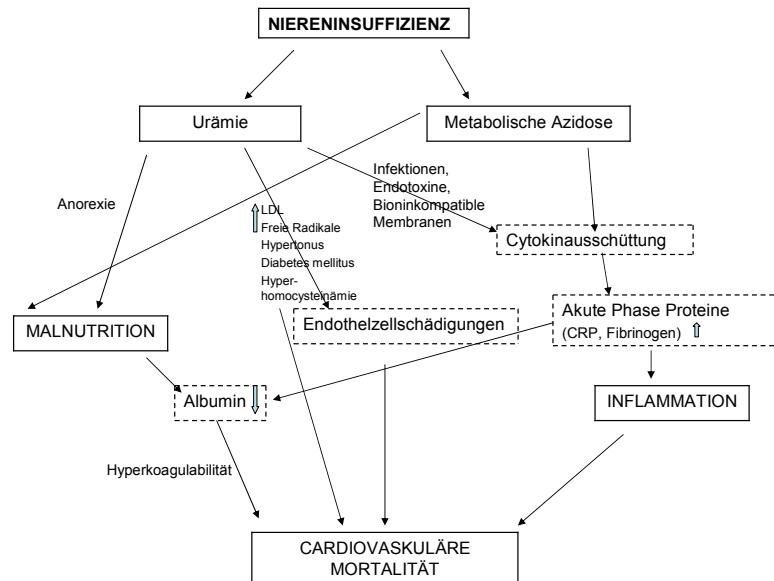 NIERENINSUFFIZIENZ
Urämie
Metabolische Azidose
Infektionen,
Endotoxine,
Bioninkompatible
Membranen
Anorexie
LDL
Freie Radikale
Hypertonus
Diabetes mellitus
Hyper-
homocysteinämie
Cytokinausschüttung
MALNUTRITION
Endothelzellschädigungen
Akute Phase Proteine
(CRP, Fibrinogen)
Albumin
INFLAMMATION
Hyperkoagulabilität
CARDIOVASKULÄRE
MORTALITÄT